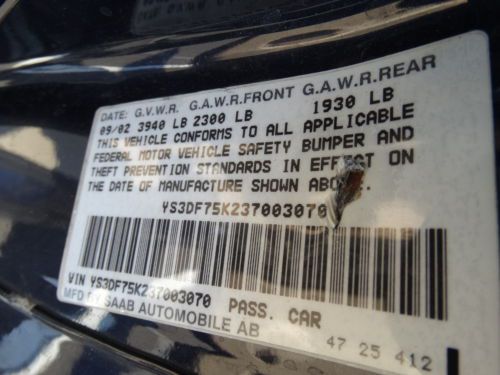 DATE: G.V.W.R. G.A.W.R.FRONT G.A.W.R.REAR
09/02 3940 LB 2300 LB 1930 LB
THIS VEHICLE CONFORMS TO ALL APPLICABLE
FEDERAL MOTOR VEHICLE SAFETY BUMPER AND
THEFT PREVENTION STANDARDS IN EFFECT ON
THE DATE OF MANUFACTURE SHOWN
YS3DF75K237003070
VIN YS3DF75K237003070 PASS. CAR
MFD BY SAAB AUTOMOBILE AB
47 25 412